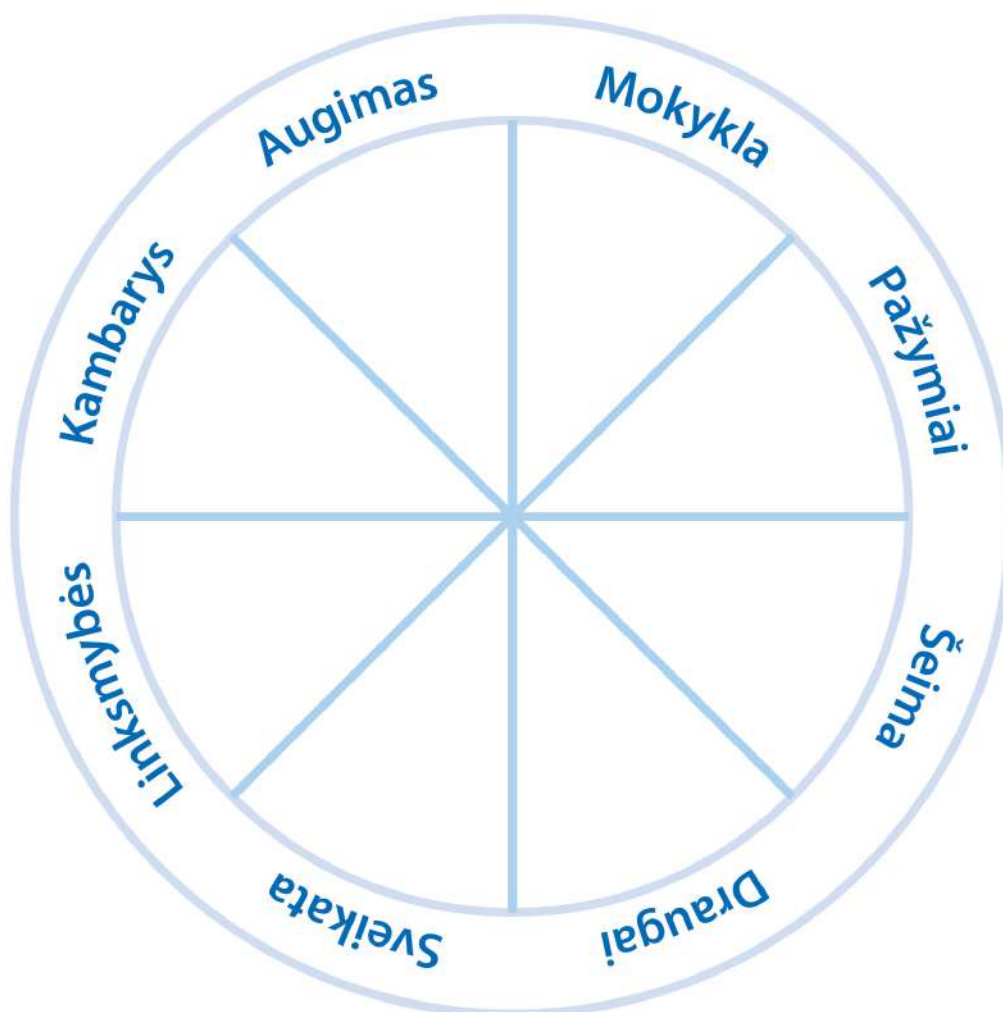 Mokykla
Pažymiai
Šeima
Draugai
Sveikata
Linksmybės
Kambarys
Augimas